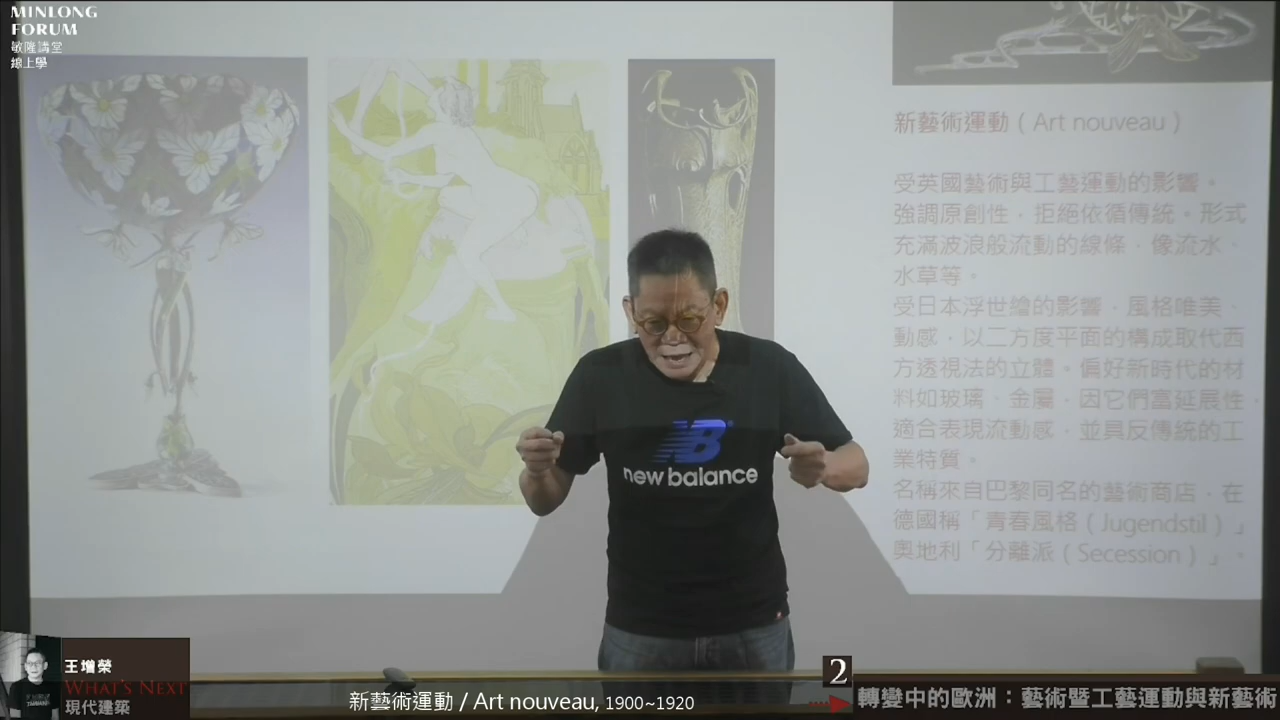 MINLONG
FORUM
敏隆講堂
線上學
新藝術運動（Art nouveau）
受英國藝術與工藝運動的影響。
強調原創性，拒絕依循傳統。形式
充滿波浪般流動的線條，像流水、
水草等。
受日本浮世繪的影響，風格唯美、
動感，以二方度平面的構成取代西
方透視法的立體。偏好新時代的材
料如玻璃、金屬，因它們富延展性，
適合表現流動感，並具反傳統的工
業特質。
名稱來自巴黎同名的藝術商店，在
德國稱「青春風格（Jugendstil）」
奧地利「分離派（Secession）」。
NB
new balance
王增榮
WHAT'S NEXT
現代建築
新藝術運動 / Art nouveau, 1900~1920
2
轉變中的歐洲：藝術暨工藝運動與新藝術